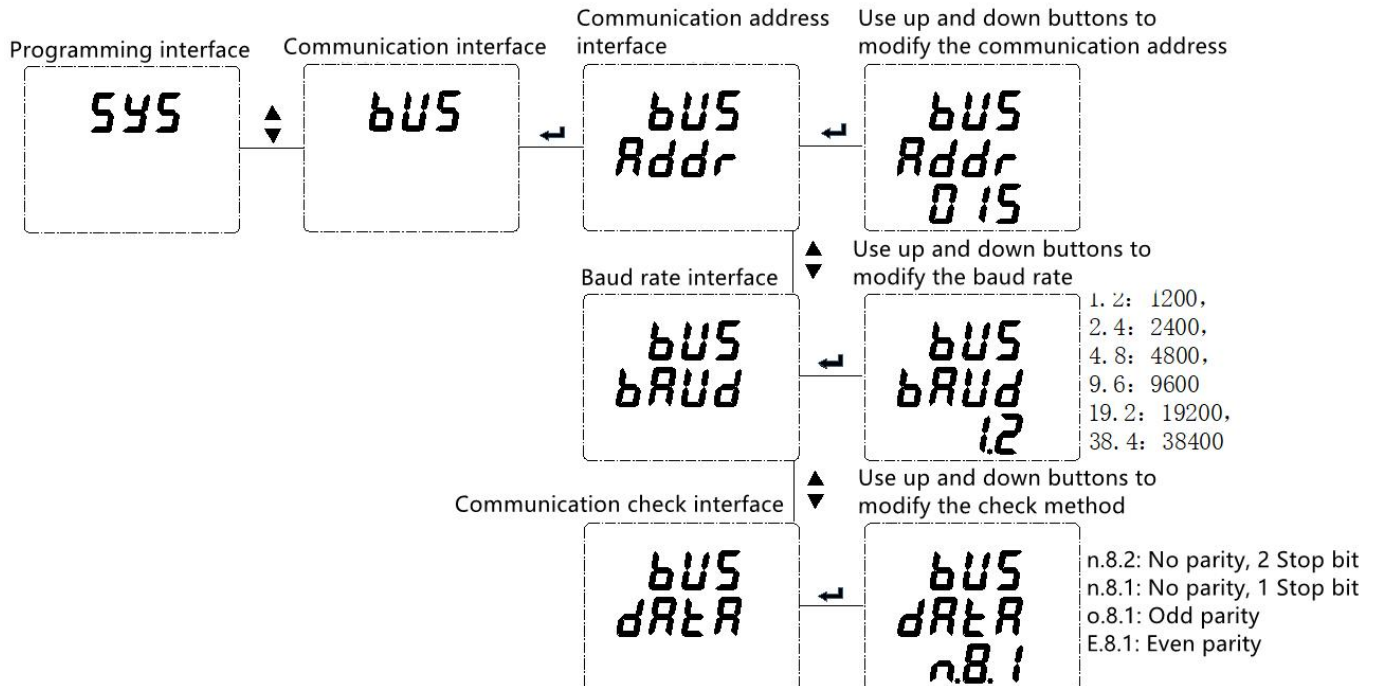 Communication address
interface
Use up and down buttons to
modify the communication address
Programming interface
Communication interface
SYS
bUS
bUS
Addr
bUS
Addr
015
Baud rate interface
Use up and down buttons to
modify the baud rate
bUS
bAUd
bUS
bAUd
1.2
1.2: 1200,
2.4: 2400,
4.8: 4800,
9.6: 9600
19.2: 19200,
38.4: 38400
Communication check interface
Use up and down buttons to
modify the check method
bUS
dAtA
bUS
dAtA
n.8.1
n.8.2: No parity, 2 Stop bit
n.8.1: No parity, 1 Stop bit
o.8.1: Odd parity
E.8.1: Even parity